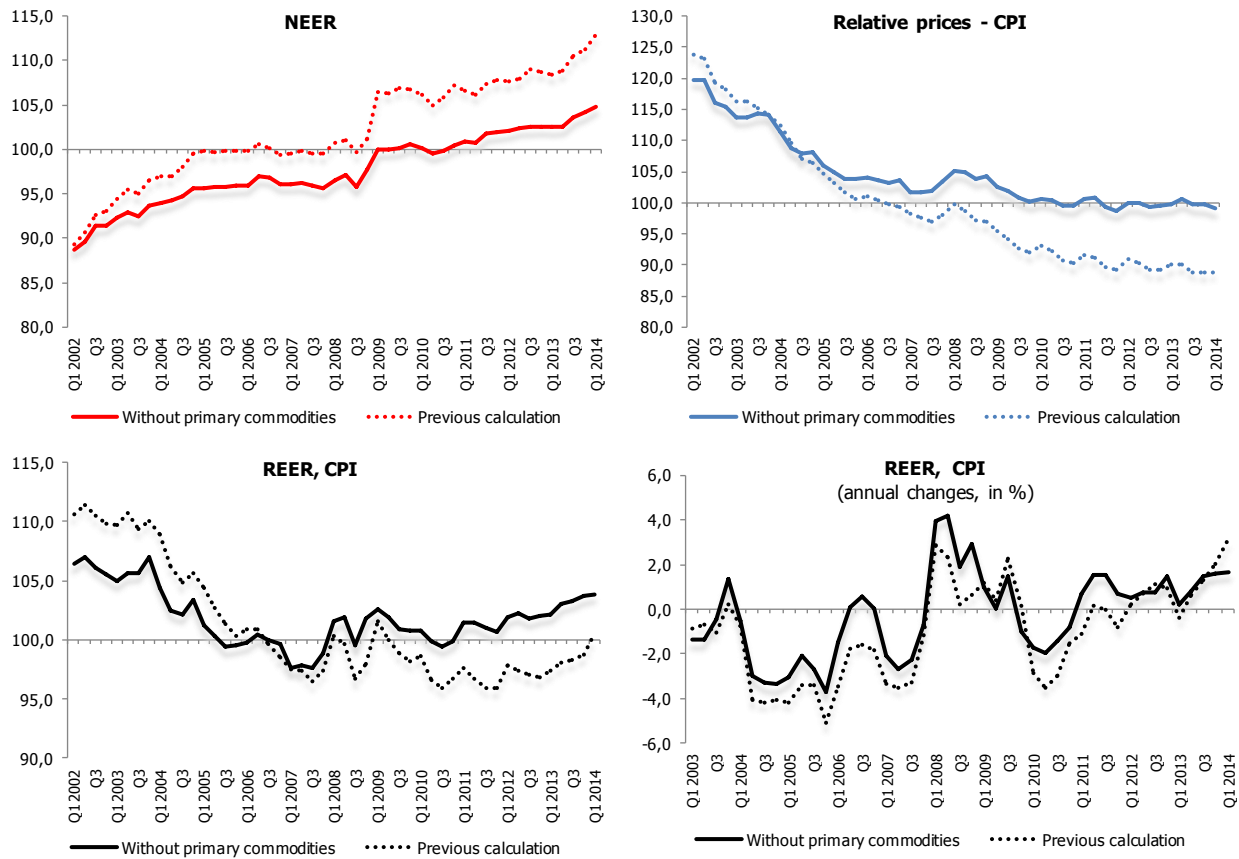 NEER
115,0
110,0
105,0
100,0
95,0
90,0
85,0
80,0
Q1 2002
Q3
Q1 2003
Q3
Q1 2004
Q3
Q1 2005
Q3
Q1 2006
Q3
Q1 2007
Q3
Q1 2008
Q3
Q1 2009
Q3
Q1 2010
Q3
Q1 2011
Q3
Q1 2012
Q3
Q1 2013
Q3
Q1 2014
Without primary commodities
Previous calculation
Relative prices - CPI
130,0
125,0
120,0
115,0
110,0
105,0
100,0
95,0
90,0
85,0
80,0
Q1 2002
Q3
Q1 2003
Q3
Q1 2004
Q3
Q1 2005
Q3
Q1 2006
Q3
Q1 2007
Q3
Q1 2008
Q3
Q1 2009
Q3
Q1 2010
Q3
Q1 2011
Q3
Q1 2012
Q3
Q1 2013
Q3
Q1 2014
Without primary commodities
Previous calculation
REER, CPI
115,0
110,0
105,0
100,0
95,0
90,0
Q1 2002
Q3
Q1 2003
Q3
Q1 2004
Q3
Q1 2005
Q3
Q1 2006
Q3
Q1 2007
Q3
Q1 2008
Q3
Q1 2009
Q3
Q1 2010
Q3
Q1 2011
Q3
Q1 2012
Q3
Q1 2013
Q3
Q1 2014
Without primary commodities
Previous calculation
REER, CPI
(annual changes, in %)
6,0
4,0
2,0
0,0
-2,0
-4,0
-6,0
Q1 2003
Q3
Q1 2004
Q3
Q1 2005
Q3
Q1 2006
Q3
Q1 2007
Q3
Q1 2008
Q3
Q1 2009
Q3
Q1 2010
Q3
Q1 2011
Q3
Q1 2012
Q3
Q1 2013
Q3
Q1 2014
Without primary commodities
Previous calculation